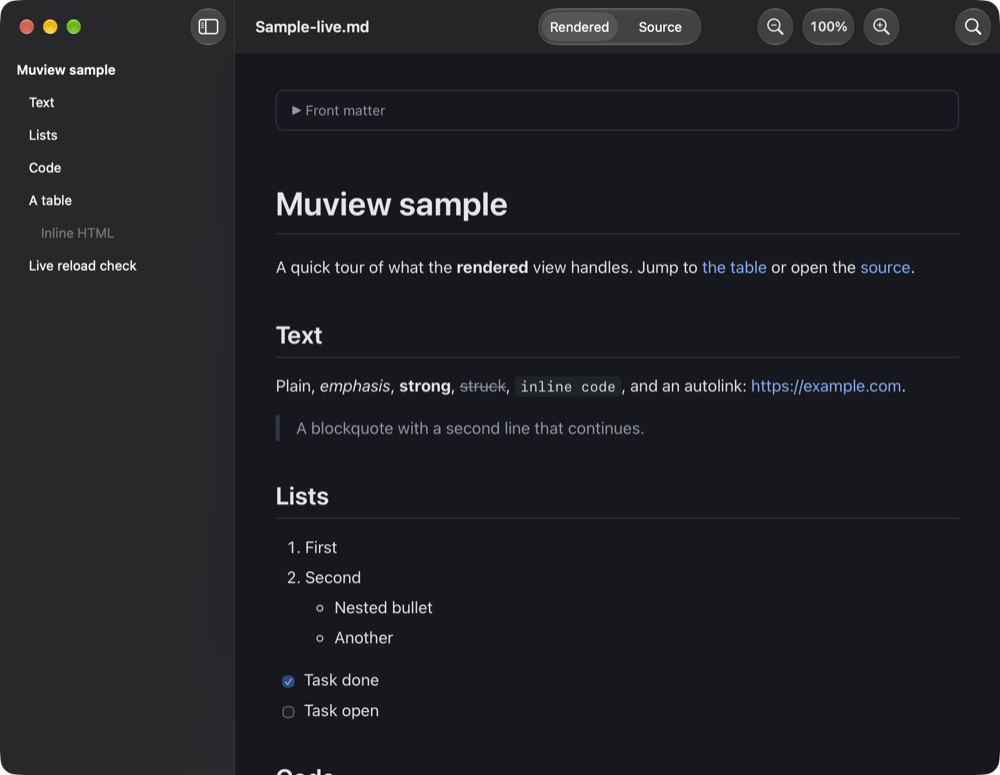 Sample-live.md
Rendered
Source
100%
Muview sample
Text
Lists
Code
A table
Inline HTML
Live reload check
Front matter
Muview sample
A quick tour of what the rendered view handles. Jump to the table or open the source.
Text
Plain, emphasis, strong, struck, inline code, and an autolink: https://example.com.
A blockquote with a second line that continues.
Lists
1. First
2. Second
Nested bullet
Another
Task done
Task open
Code